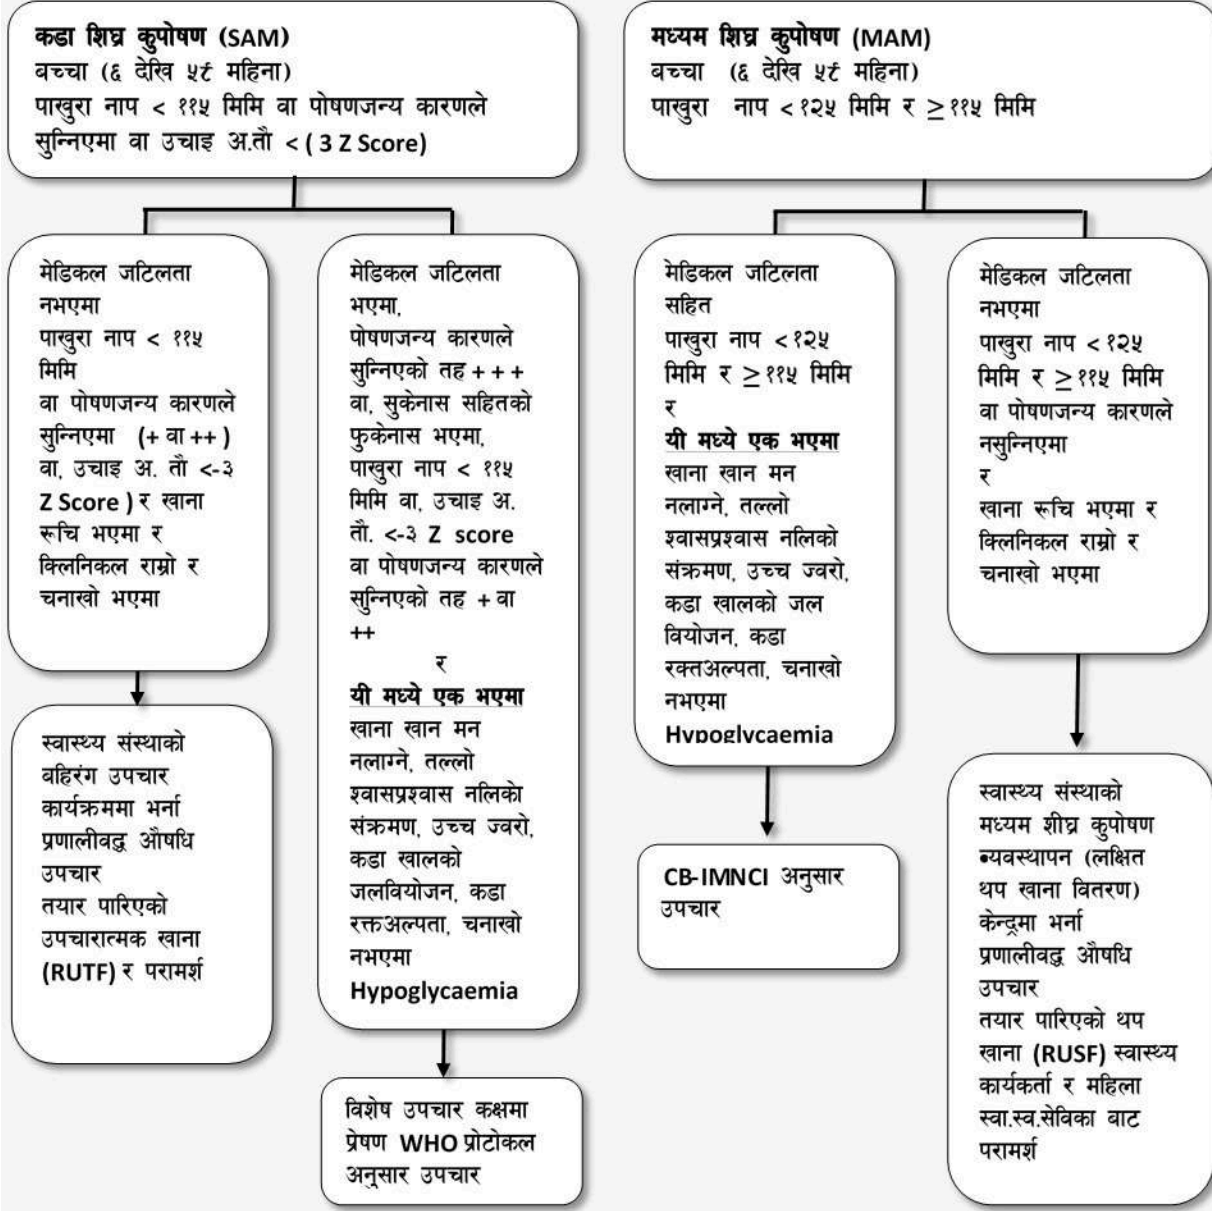 कडा शिघ्र कुपोषण (SAM)
बच्चा (६ देखि ५९ महिना)
पाखुरा नाप < ११५ मिमि वा पोषणजन्य कारणले
सुन्निएमा वा उचाइ अ.तौ < ( 3 Z Score)
मध्यम शिघ्र कुपोषण (MAM)
बच्चा (६ देखि ५९ महिना)
पाखुरा नाप < १२५ मिमि र ≥ ११५ मिमि
मेडिकल जटिलता
नभएमा
पाखुरा नाप < ११५
मिमि
वा पोषणजन्य कारणले
सुन्निएमा (+ वा ++ )
वा, उचाइ अ. तौ <-३
Z Score ) र खाना
रूचि भएमा र
क्लिनिकल राम्रो र
चनाखो भएमा
मेडिकल जटिलता
भएमा,
पोषणजन्य कारणले
सुन्निएको तह + + +
वा, सुकेनास सहितको
फुकेनास भएमा,
पाखुरा नाप < ११५
मिमि वा, उचाइ अ.
तौ. <-३ Z score
वा पोषणजन्य कारणले
सुन्निएको तह + वा
++
र
यी मध्ये एक भएमा
खाना खान मन
नलाग्ने, तल्लो
श्वासप्रश्वास नलिको
संक्रमण, उच्च ज्वरो,
कडा खालको
जलवियोजन, कडा
रक्तअल्पता, चनाखो
नभएमा
Hypoglycaemia
मेडिकल जटिलता
सहित
पाखुरा नाप < १२५
मिमि र ≥ ११५ मिमि
र
यी मध्ये एक भएमा
खाना खान मन
नलाग्ने, तल्लो
श्वासप्रश्वास नलिको
संक्रमण, उच्च ज्वरो,
कडा खालको जल
वियोजन, कडा
रक्तअल्पता, चनाखो
नभएमा
Hypoglycaemia
मेडिकल जटिलता
नभएमा
पाखुरा नाप < १२५
मिमि र ≥ ११५ मिमि
वा पोषणजन्य कारणले
नसुन्निएमा
र
खाना रूचि भएमा र
क्लिनिकल राम्रो र
चनाखो भएमा
स्वास्थ्य संस्थाको
वहिरंग उपचार
कार्यक्रममा भर्ना
प्रणालीवद्ध औषधि
उपचार
तयार पारिएको
उपचारात्मक खाना
(RUTF) र परामर्श
विशेष उपचार कक्षमा
प्रेषण WHO प्रोटोकल
अनुसार उपचार
CB-IMNCI अनुसार
उपचार
स्वास्थ्य संस्थाको
मध्यम शीघ्र कुपोषण
व्यवस्थापन (लक्षित
थप खाना वितरण)
केन्द्रमा भर्ना
प्रणालीवद्ध औषधि
उपचार
तयार पारिएको थप
खाना (RUSF) स्वास्थ्य
कार्यकर्ता र महिला
स्वा.स्व.सेविका बाट
परामर्श